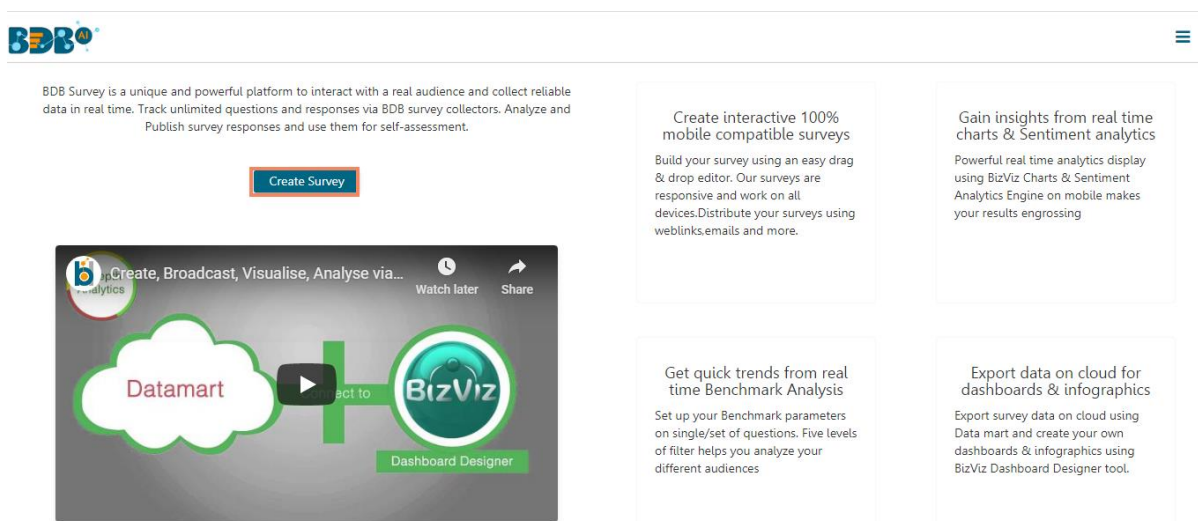 BDB AI
BDB Survey is a unique and powerful platform to interact with a real audience and collect reliable
data in real time. Track unlimited questions and responses via BDB survey collectors. Analyze and
Publish survey responses and use them for self-assessment.
Create Survey
Create, Broadcast, Visualise, Analyse via...
Watch later
Share
Analytics
Datamart
Connect to
BizViz
Dashboard Designer
Create interactive 100%
mobile compatible surveys
Build your survey using an easy drag
& drop editor. Our surveys are
responsive and work on all
devices.Distribute your surveys using
weblinks,emails and more.
Gain insights from real time
charts & Sentiment analytics
Powerful real time analytics display
using BizViz Charts & Sentiment
Analytics Engine on mobile makes
your results engrossing
Get quick trends from real
time Benchmark Analysis
Set up your Benchmark parameters
on single/set of questions. Five levels
of filter helps you analyze your
different audiences
Export data on cloud for
dashboards & infographics
Export survey data on cloud using
Data mart and create your own
dashboards & infographics using
BizViz Dashboard Designer tool.